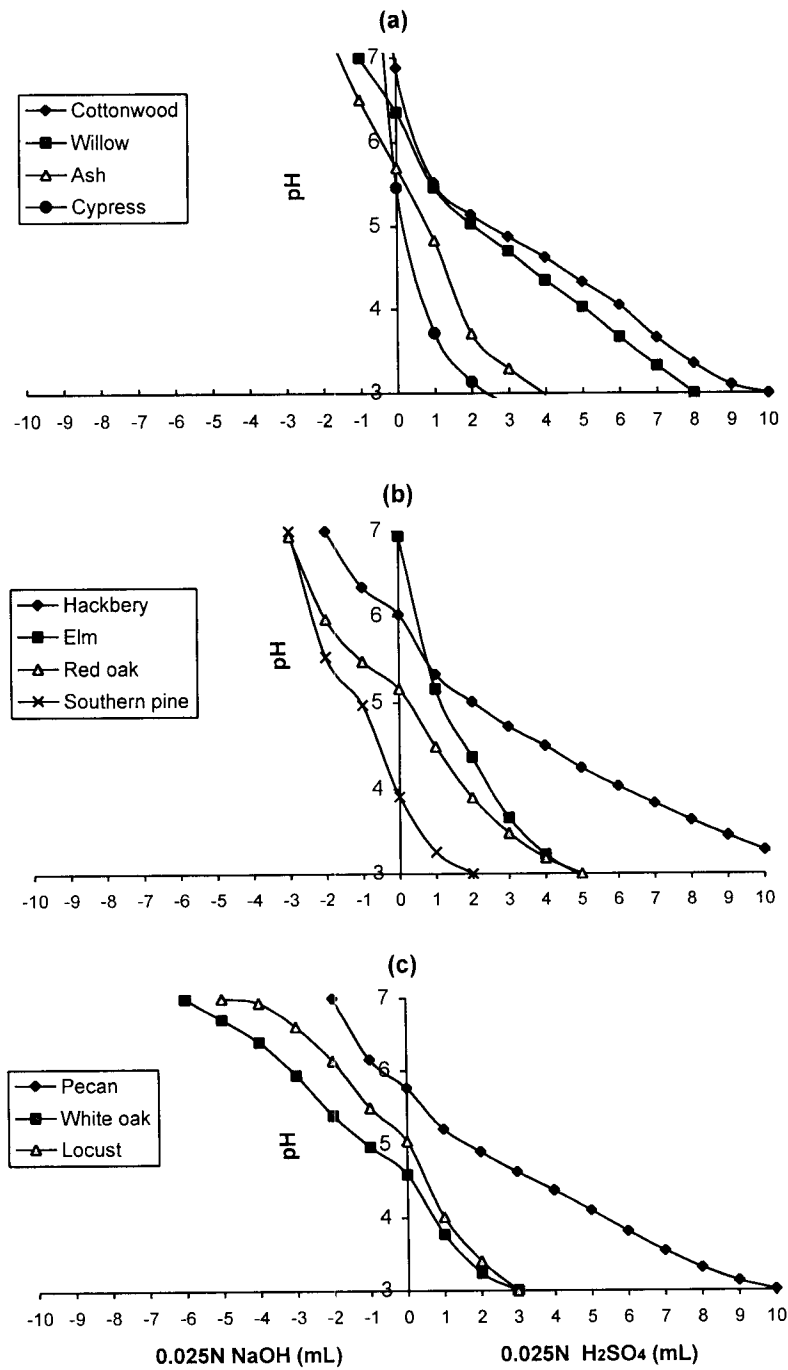 (a)
Cottonwood
Willow
Ash
Cypress
pH
7
6
5
4
3
-10 -9 -8 -7 -6 -5 -4 -3 -2 -1 0 1 2 3 4 5 6 7 8 9 10
(b)
Hackbery
Elm
Red oak
Southern pine
pH
7
6
5
4
3
-10 -9 -8 -7 -6 -5 -4 -3 -2 -1 0 1 2 3 4 5 6 7 8 9 10
(c)
Pecan
White oak
Locust
pH
7
6
5
4
3
-10 -9 -8 -7 -6 -5 -4 -3 -2 -1 0 1 2 3 4 5 6 7 8 9 10
0.025N NaOH (mL) 0.025N H₂SO₄ (mL)